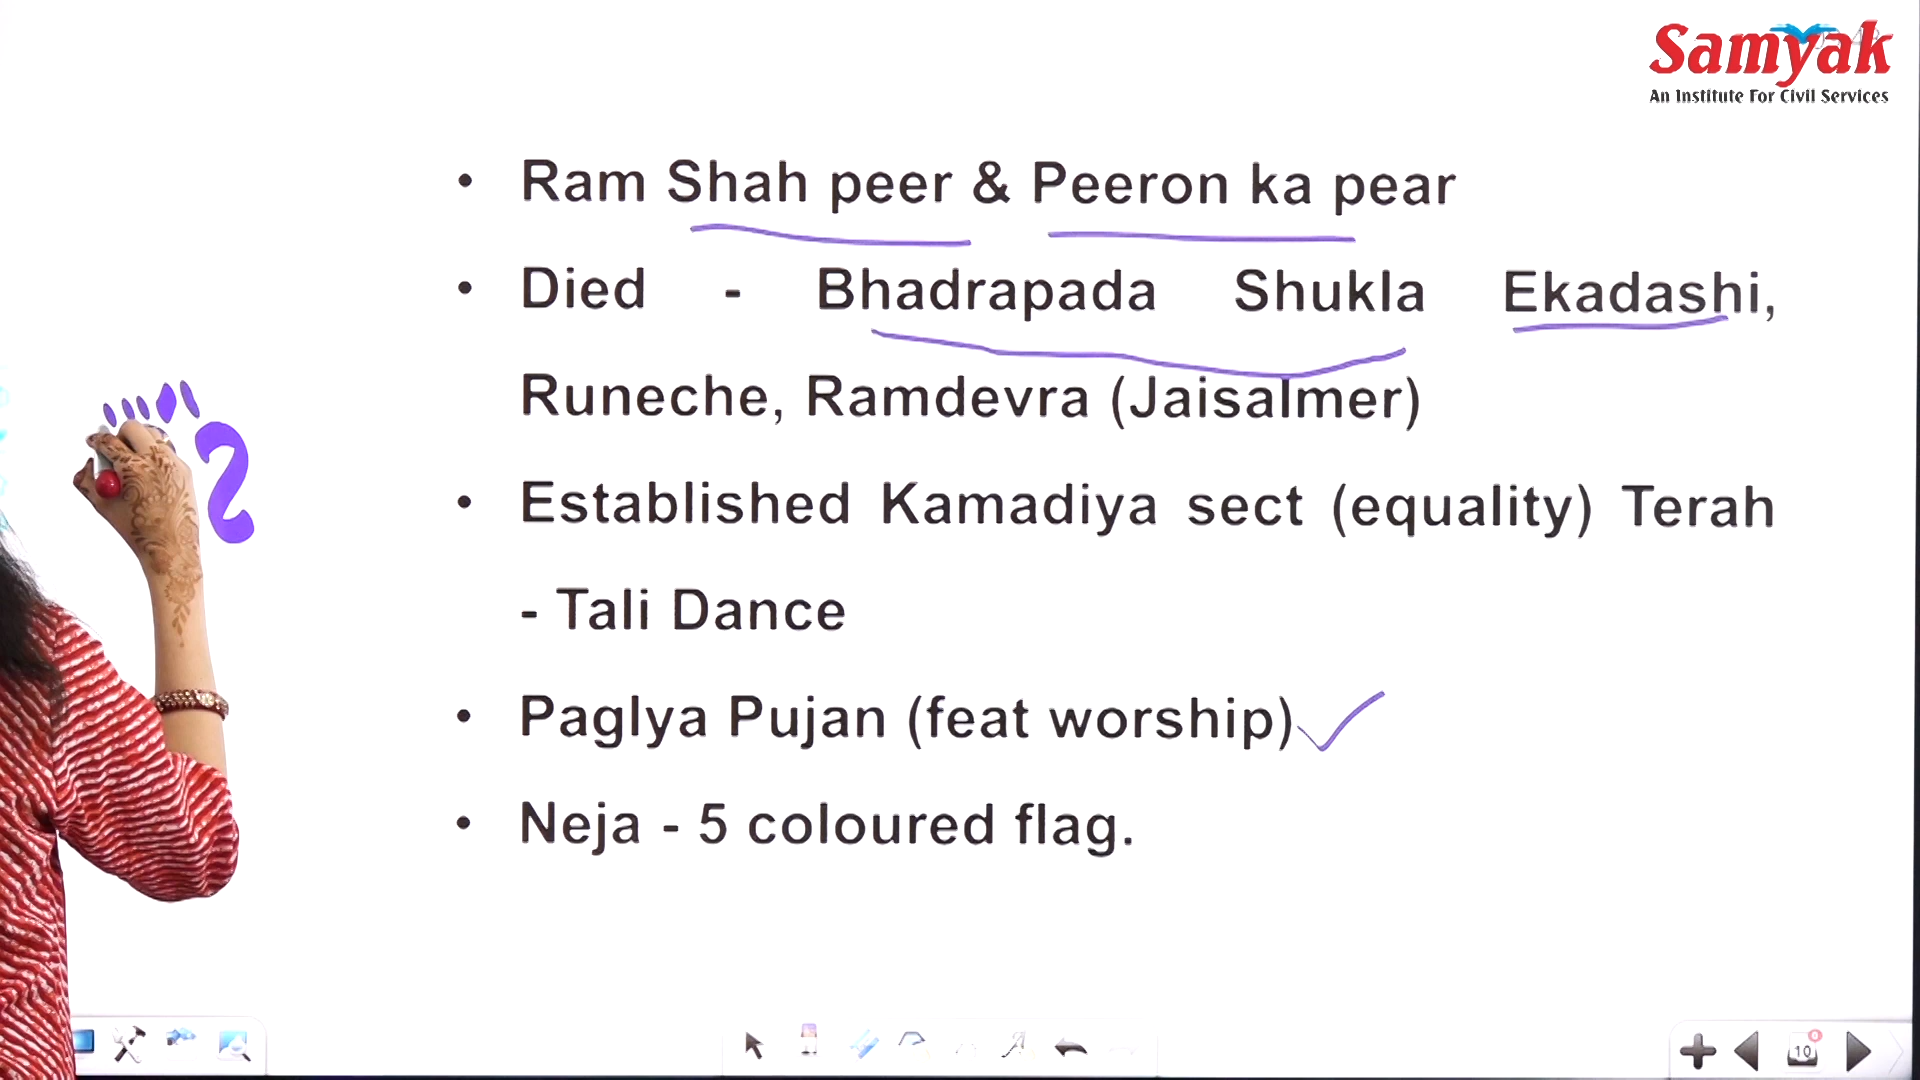 Samyak
An Institute For Civil Services
• Ram Shah peer & Peeron ka pear
• Died - Bhadrapada Shukla Ekadashi,
Runeche, Ramdevra (Jaisalmer)
• Established Kamadiya sect (equality) Terah
- Tali Dance
• Paglya Pujan (feat worship)
• Neja - 5 coloured flag.
10